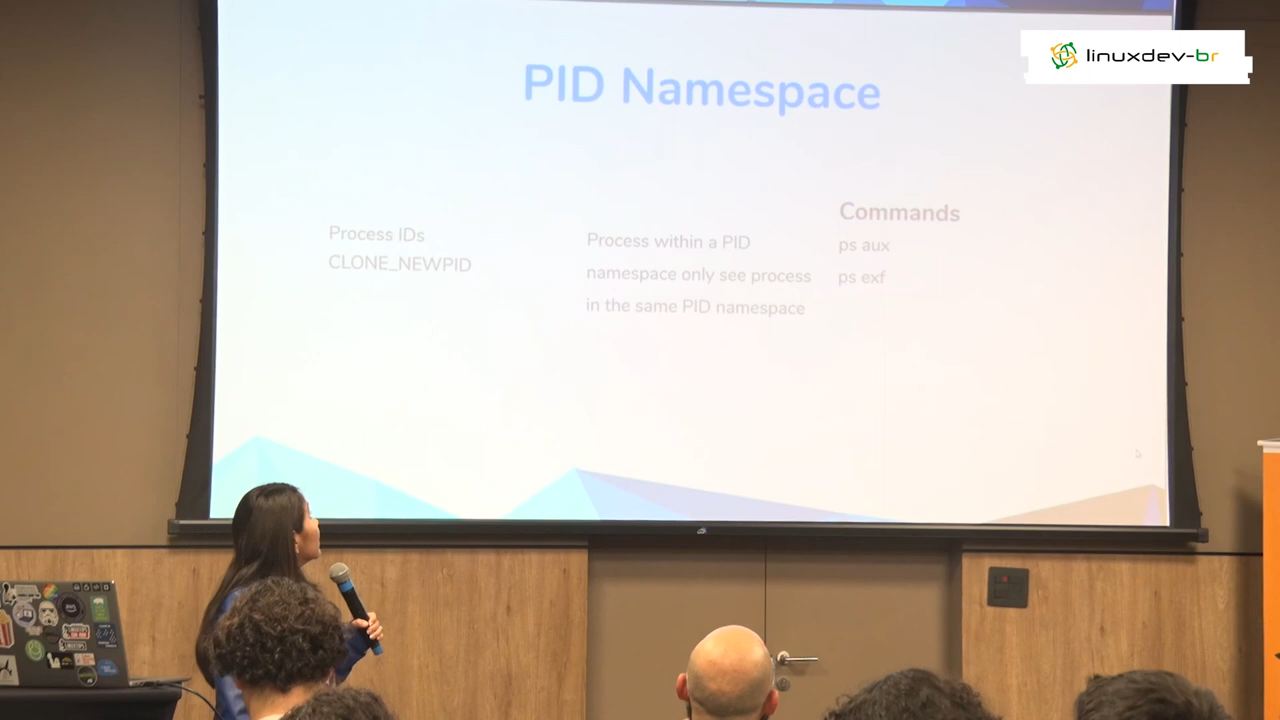 linuxdev-br
PID Namespace
Process IDs
CLONE_NEWPID
Process within a PID
namespace only see process
in the same PID namespace
Commands
ps aux
ps exf